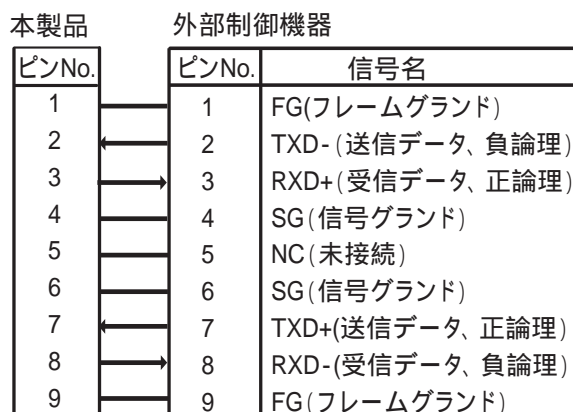 本製品 外部制御機器
ピンNo. ピンNo. 信号名
1 1 FG(フレームグランド)
2 2 TXD-(送信データ、負論理)
3 3 RXD+(受信データ、正論理)
4 4 SG(信号グランド)
5 5 NC(未接続)
6 6 SG(信号グランド)
7 7 TXD+(送信データ、正論理)
8 8 RXD-(受信データ、負論理)
9 9 FG(フレームグランド)